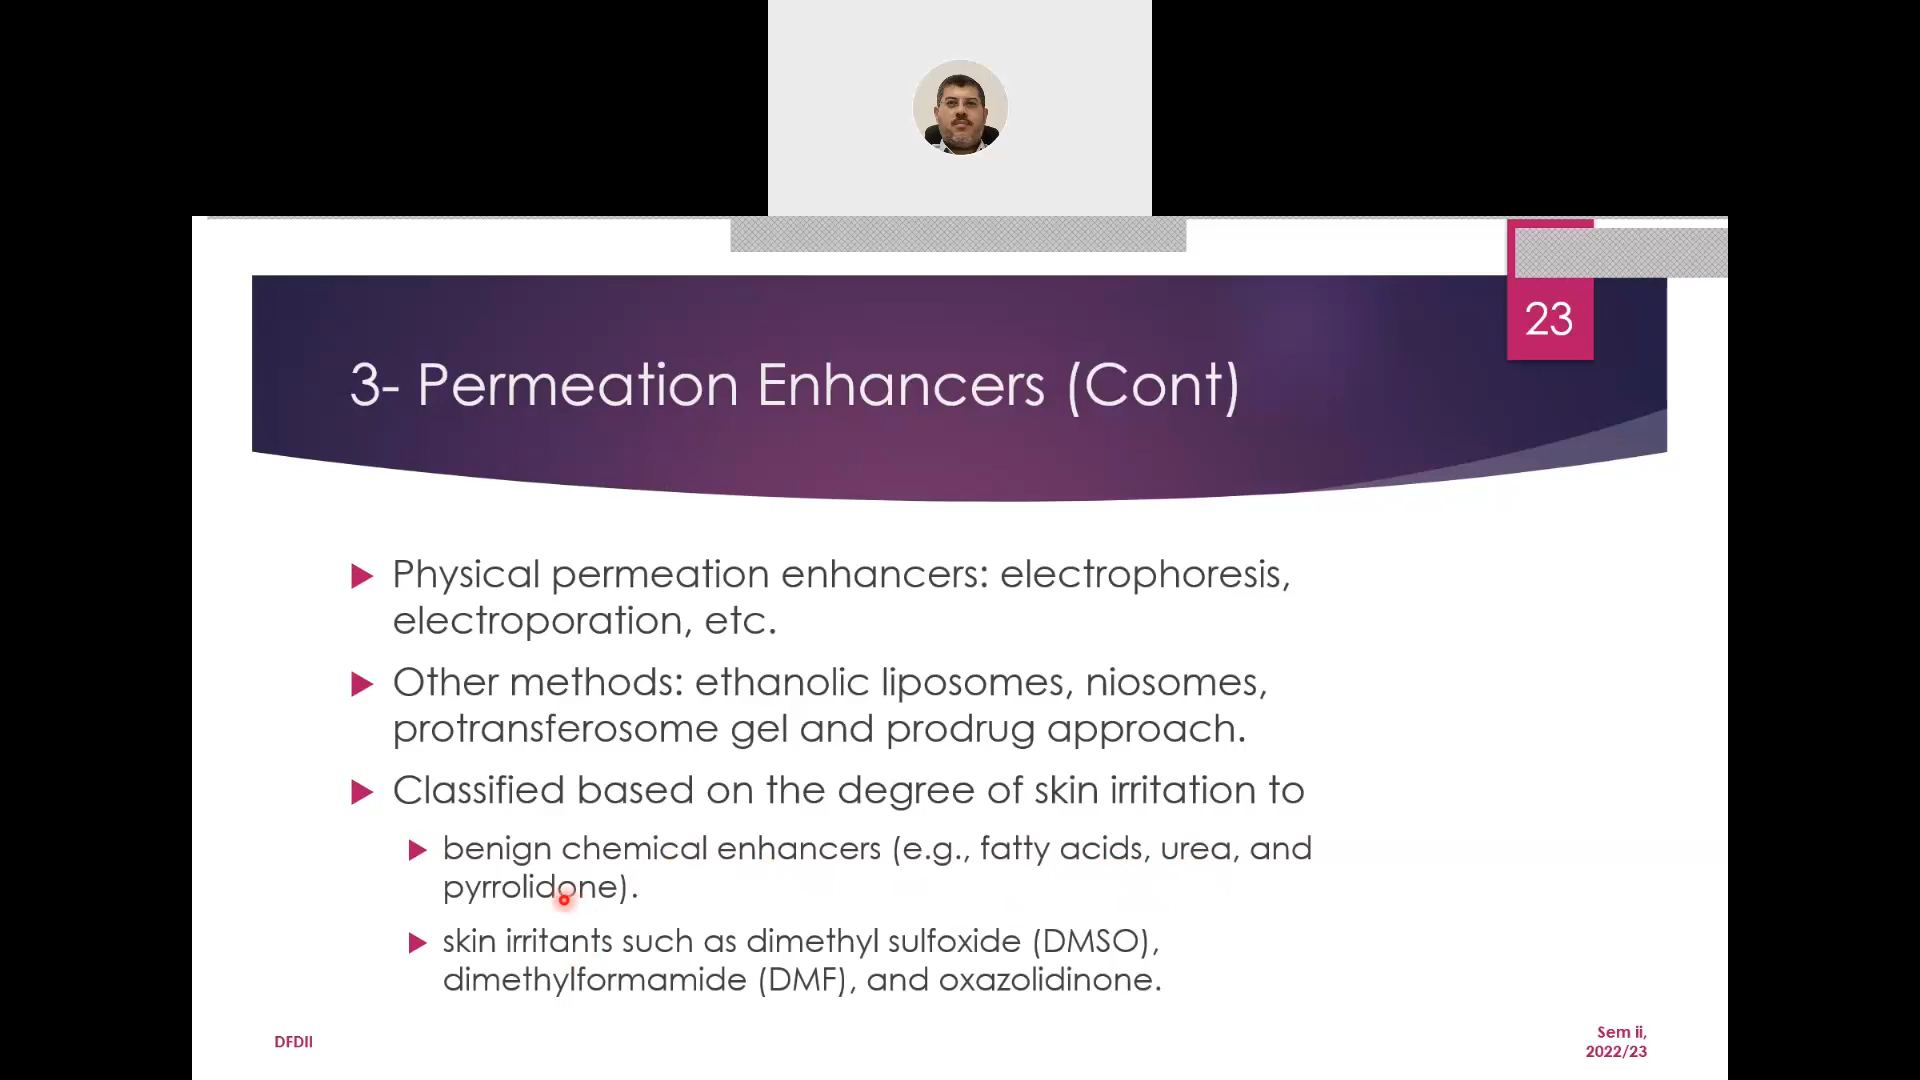 23
3- Permeation Enhancers (Cont)
Physical permeation enhancers: electrophoresis,
electroporation, etc.
Other methods: ethanolic liposomes, niosomes,
protransferosome gel and prodrug approach.
Classified based on the degree of skin irritation to
benign chemical enhancers (e.g., fatty acids, urea, and
pyrrolidone).
skin irritants such as dimethyl sulfoxide (DMSO),
dimethylformamide (DMF), and oxazolidinone.
DFDII
Sem ii,
2022/23